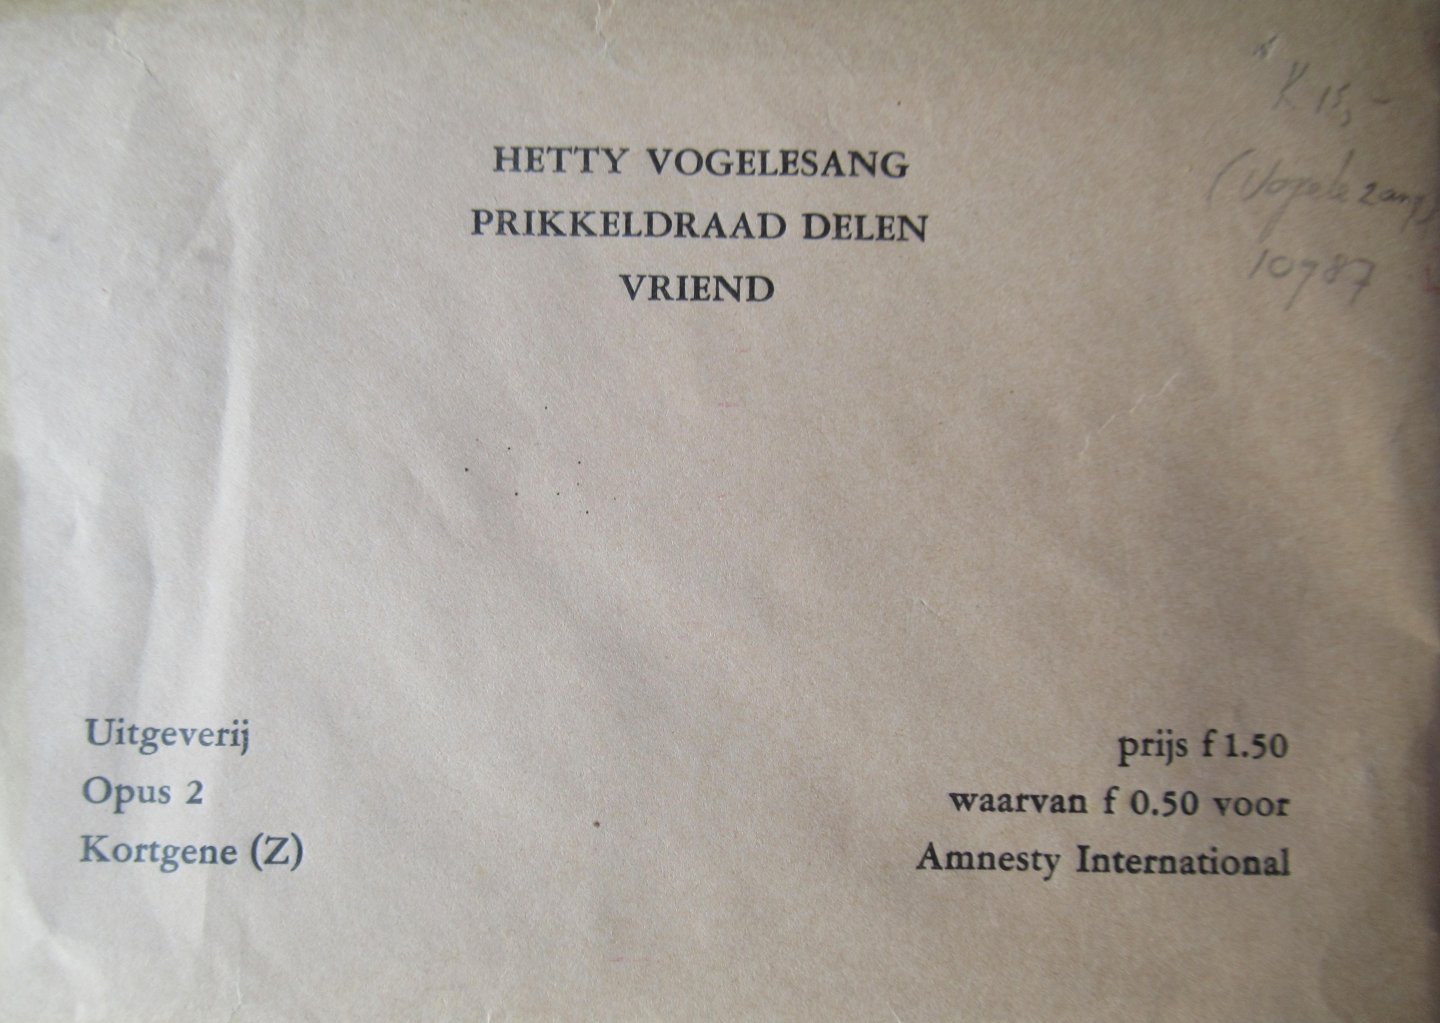 K 15,-
HETTY VOGELESANG
(Vogelezang)
PRIKKELDRAAD DELEN
10987
VRIEND
Uitgeverij
Opus 2
Kortgene (Z)
prijs f 1.50
waarvan f 0.50 voor
Amnesty International